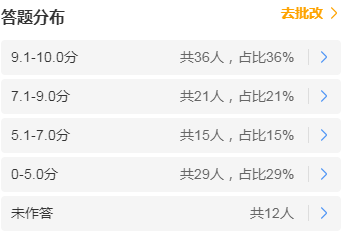 答题分布 去批改
9.1-10.0分 共36人，占比36%
7.1-9.0分 共21人，占比21%
5.1-7.0分 共15人，占比15%
0-5.0分 共29人，占比29%
未作答 共12人